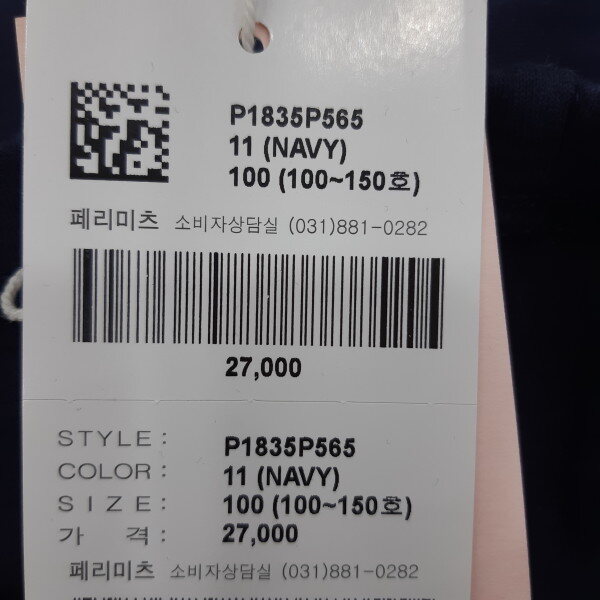 P1835P565
11 (NAVY)
100 (100~150호)
페리미츠 소비자상담실 (031)881-0282
27,000
STYLE: P1835P565
COLOR: 11 (NAVY)
SIZE: 100 (100~150호)
가 격: 27,000
페리미츠 소비자상담실 (031)881-0282